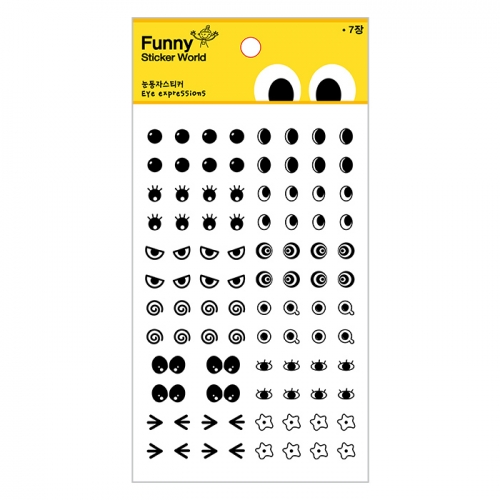 Funny
Sticker World
• 7장
눈동자스티커
Eye expressions